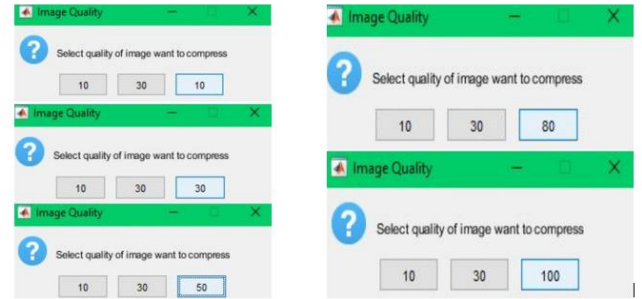 Image Quality
Select quality of image want to compress
10 30 10
Image Quality
Select quality of image want to compress
10 30 30
Image Quality
Select quality of image want to compress
10 30 50
Image Quality
Select quality of image want to compress
10 30 80
Image Quality
Select quality of image want to compress
10 30 100